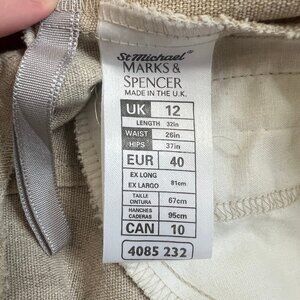 St Michael®
MARKS &
SPENCER
MADE IN THE U.K.
UK 12
LENGTH 32in
WAIST 26in
HIPS 37in
EUR 40
EX LONG
EX LARGO 81cm
TAILLE
CINTURA 67cm
HANCHES
CADERAS 95cm
CAN 10
4085 232